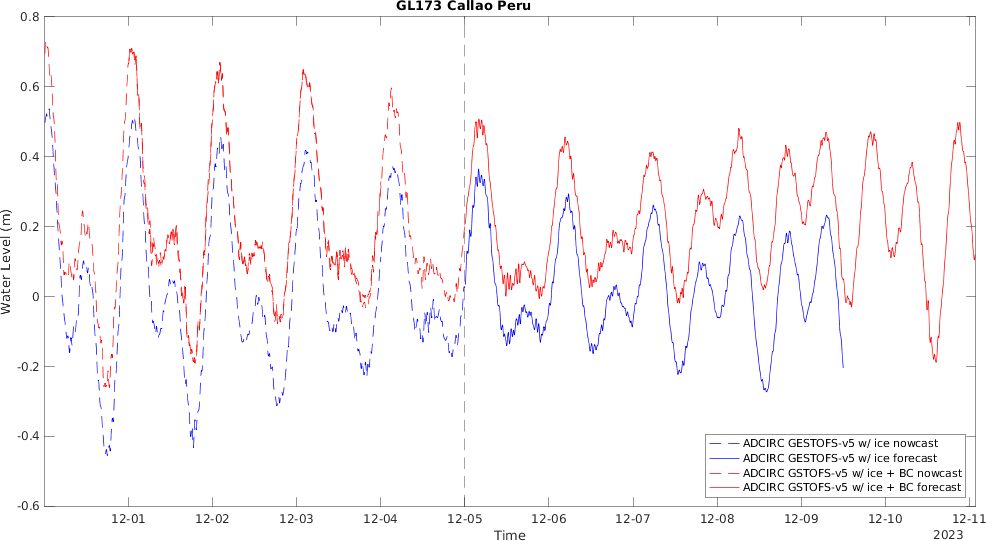 GL173 Callao Peru
0.8
0.6
0.4
0.2
0
-0.2
-0.4
-0.6
Water Level (m)
12-01 12-02 12-03 12-04 12-05 12-06 12-07 12-08 12-09 12-10 12-11
Time
2023
ADCIRC GESTOFS-v5 w/ ice nowcast
ADCIRC GESTOFS-v5 w/ ice forecast
ADCIRC GSTOFS-v5 w/ ice + BC nowcast
ADCIRC GSTOFS-v5 w/ ice + BC forecast